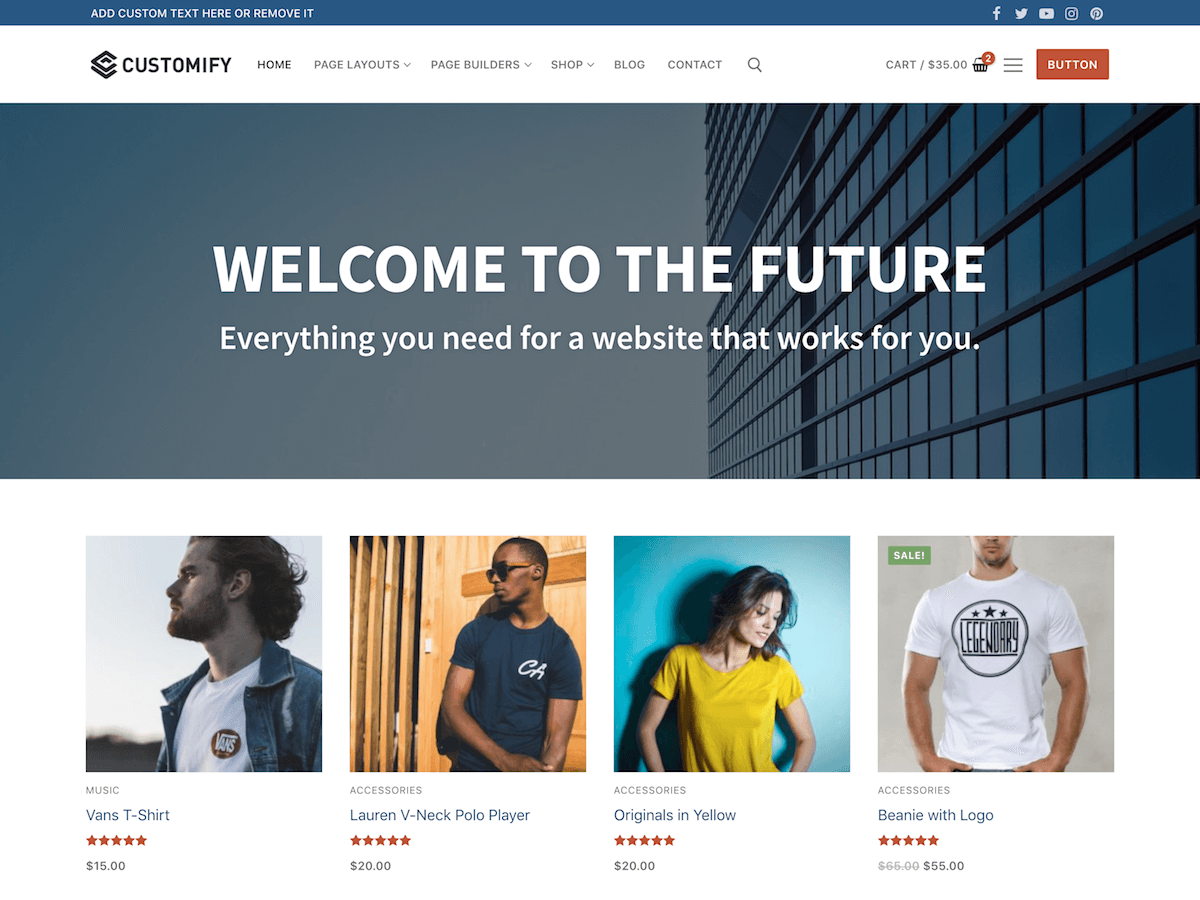 ADD CUSTOM TEXT HERE OR REMOVE IT
CUSTOMIFY HOME PAGE LAYOUTS PAGE BUILDERS SHOP BLOG CONTACT CART / $35.00 2 BUTTON
WELCOME TO THE FUTURE
Everything you need for a website that works for you.
SALE!
LEGENDARY
CA
VANS
MUSIC ACCESSORIES ACCESSORIES ACCESSORIES
Vans T-Shirt Lauren V-Neck Polo Player Originals in Yellow Beanie with Logo
$15.00 $20.00 $20.00 $65.00 $55.00